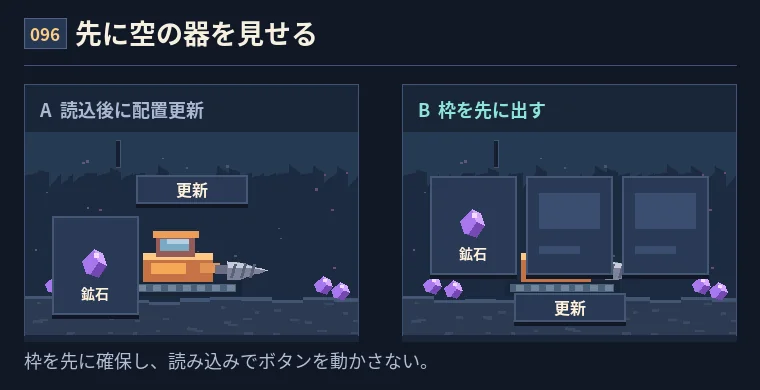 096 先に空の器を見せる
A 読込後に配置更新
更新
鉱石
B 枠を先に出す
鉱石
更新
枠を先に確保し、読み込みでボタンを動かさない。